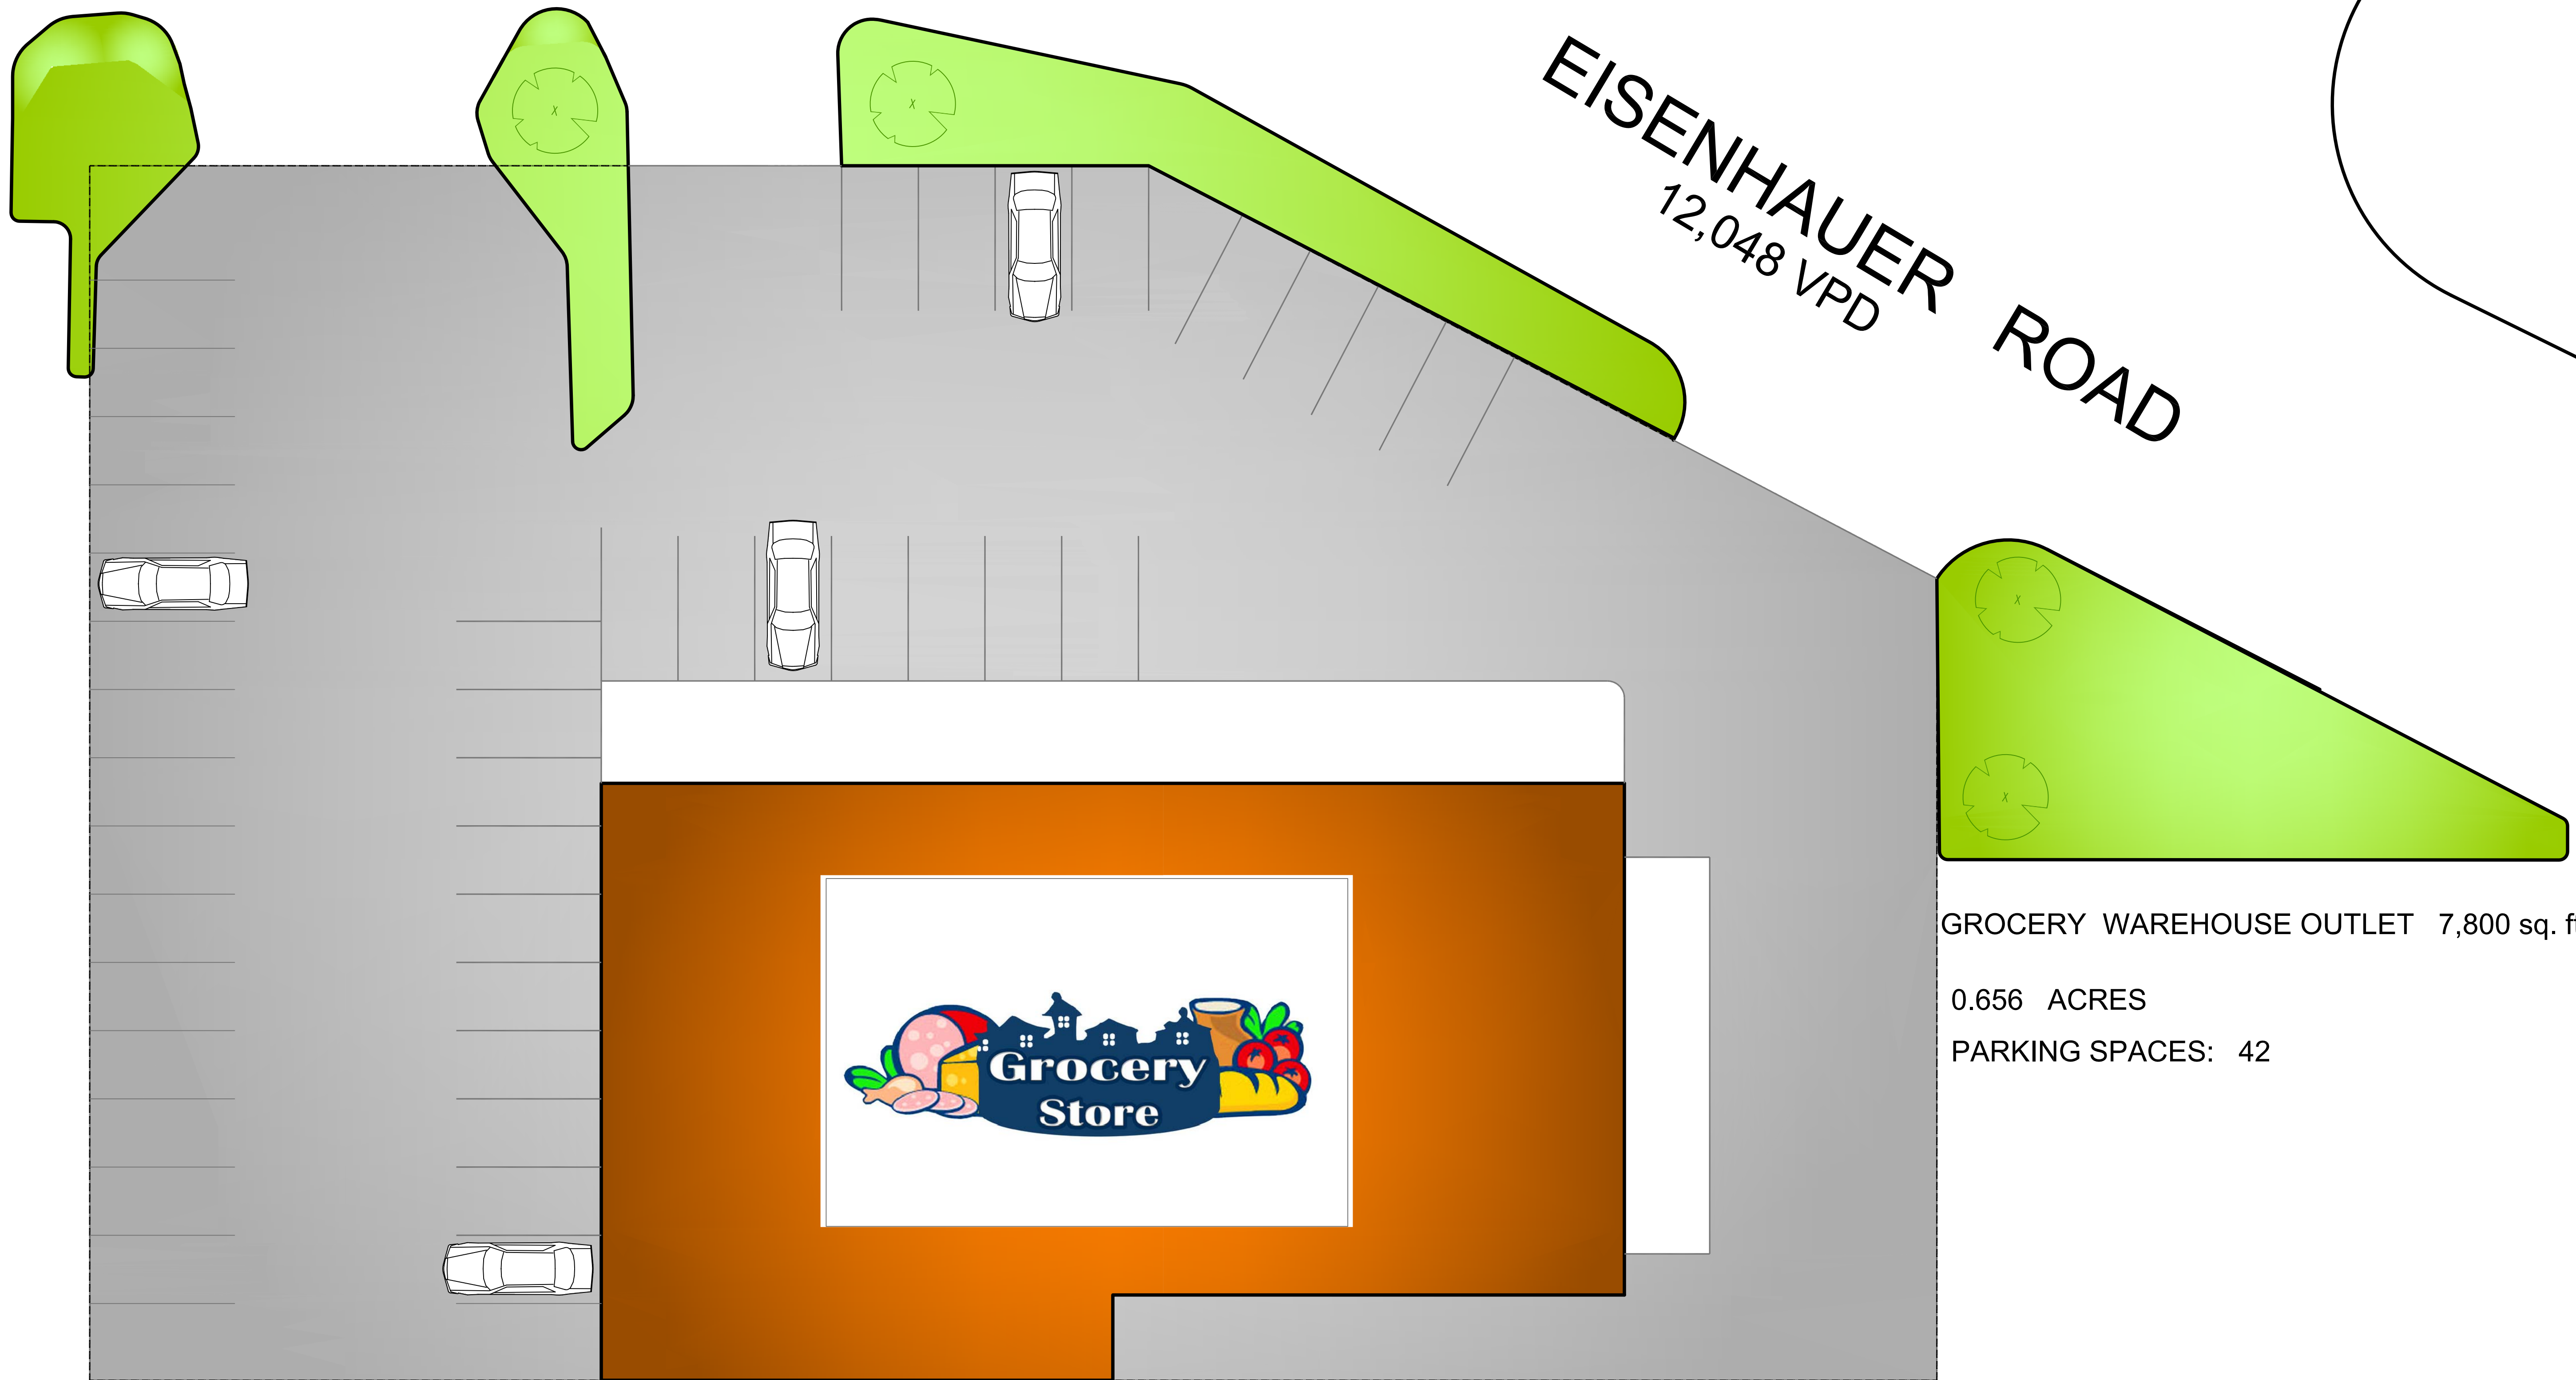 EISENHAUER ROAD
12,048 VPD
GROCERY WAREHOUSE OUTLET 7,800 sq. ft
0.656 ACRES
PARKING SPACES: 42
Grocery
Store
X
X
X
X